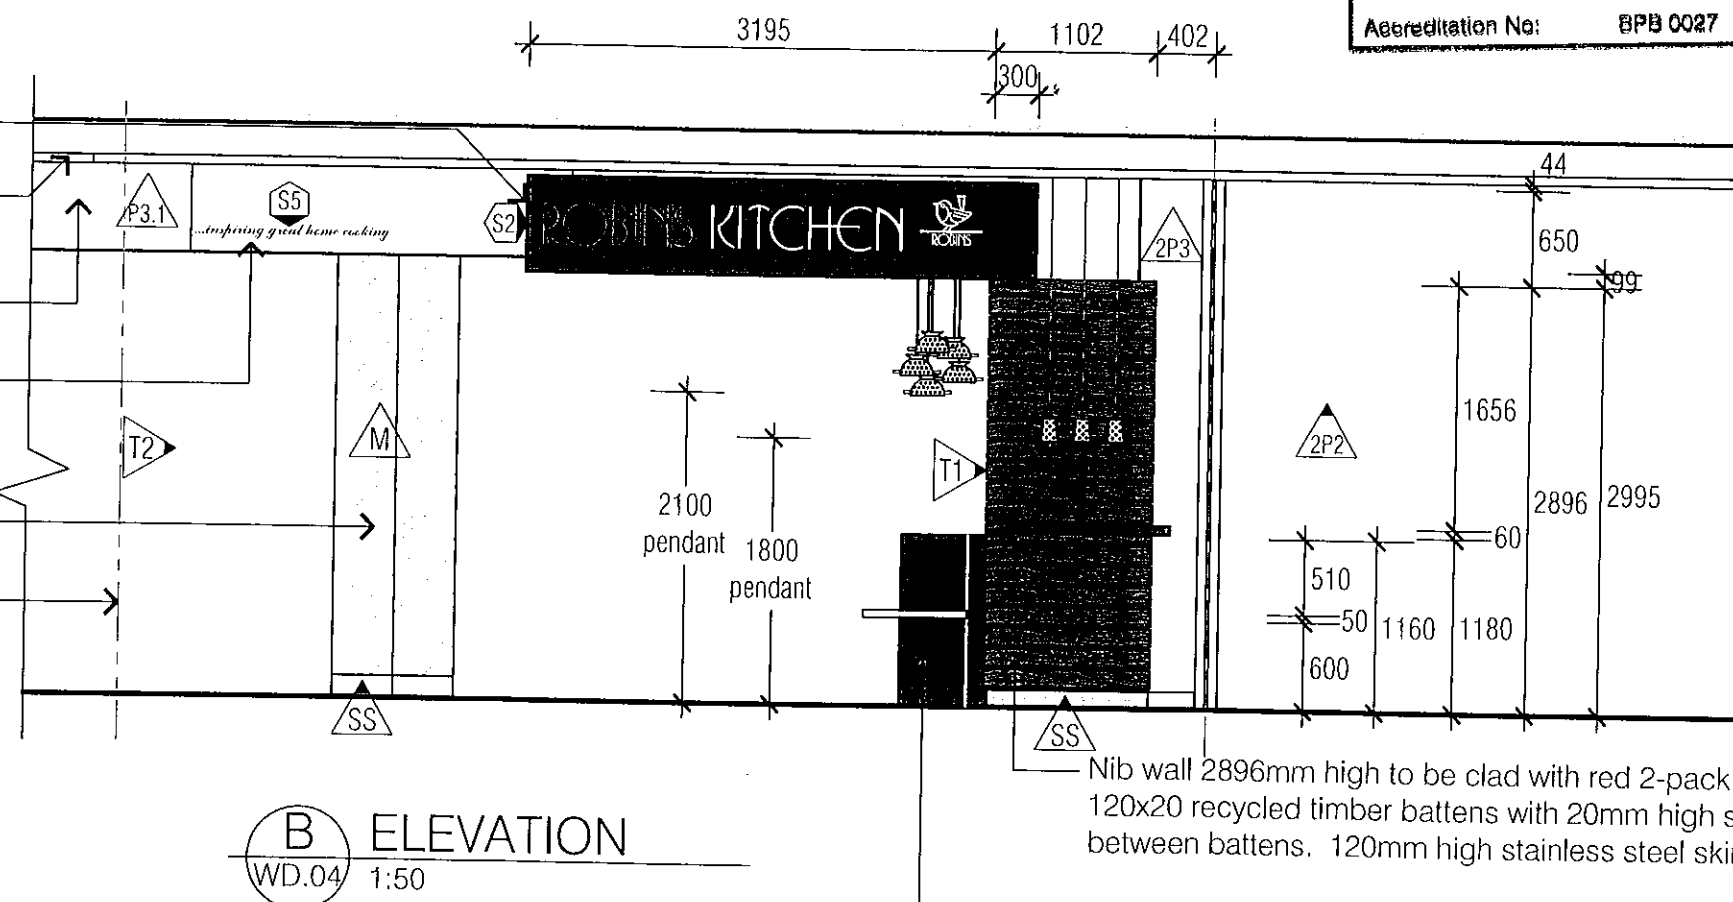 Accreditation No: BPB 0027
3195
1102
402
300
44
P3.1
S5
...inspiring great home cooking
S2
ROBINS KITCHEN
ROBINS
2P3
650
99
1656
T2
M
T1
2P2
2100
pendant
1800
pendant
2896
2995
60
510
50
1160
1180
600
SS
SS
Nib wall 2896mm high to be clad with red 2-pack
120x20 recycled timber battens with 20mm high s
between battens. 120mm high stainless steel ski
B
WD.04
ELEVATION
1:50